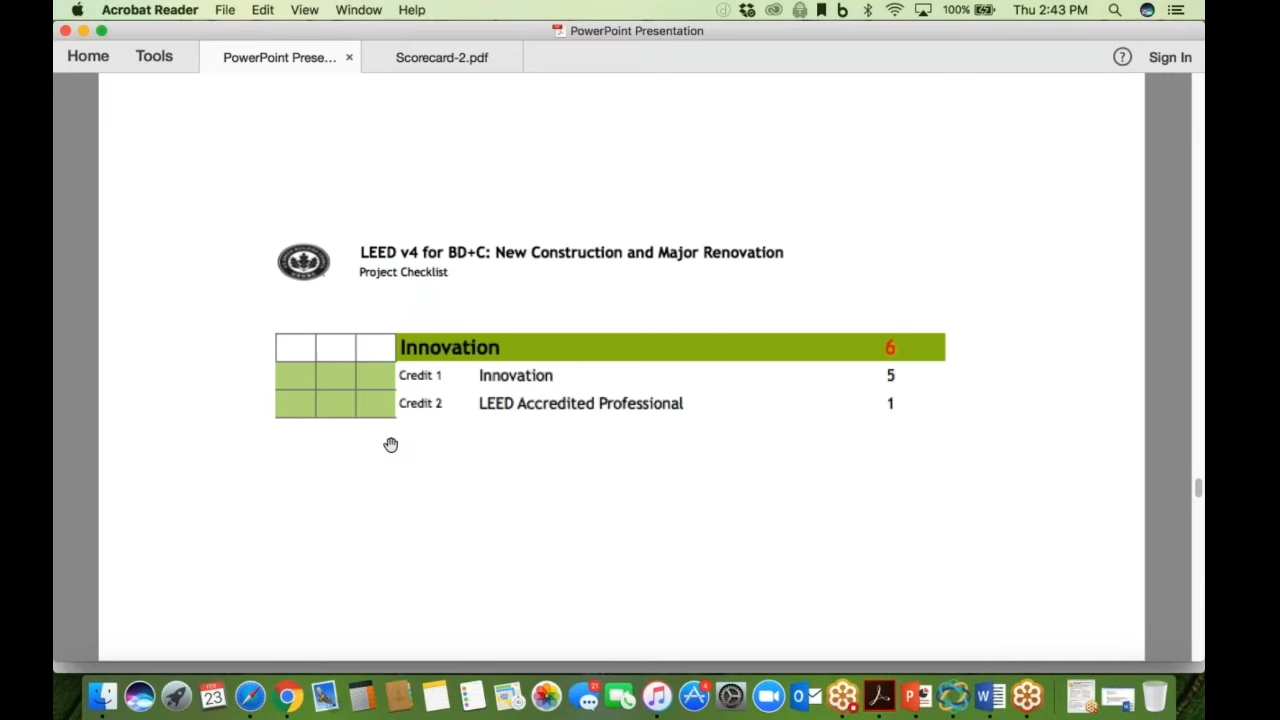 Acrobat Reader File Edit View Window Help 100% Thu 2:43 PM
PowerPoint Presentation
Home Tools PowerPoint Prese... × Scorecard-2.pdf ? Sign In
LEED v4 for BD+C: New Construction and Major Renovation
Project Checklist
Innovation 6
Credit 1 Innovation 5
Credit 2 LEED Accredited Professional 1
23
21